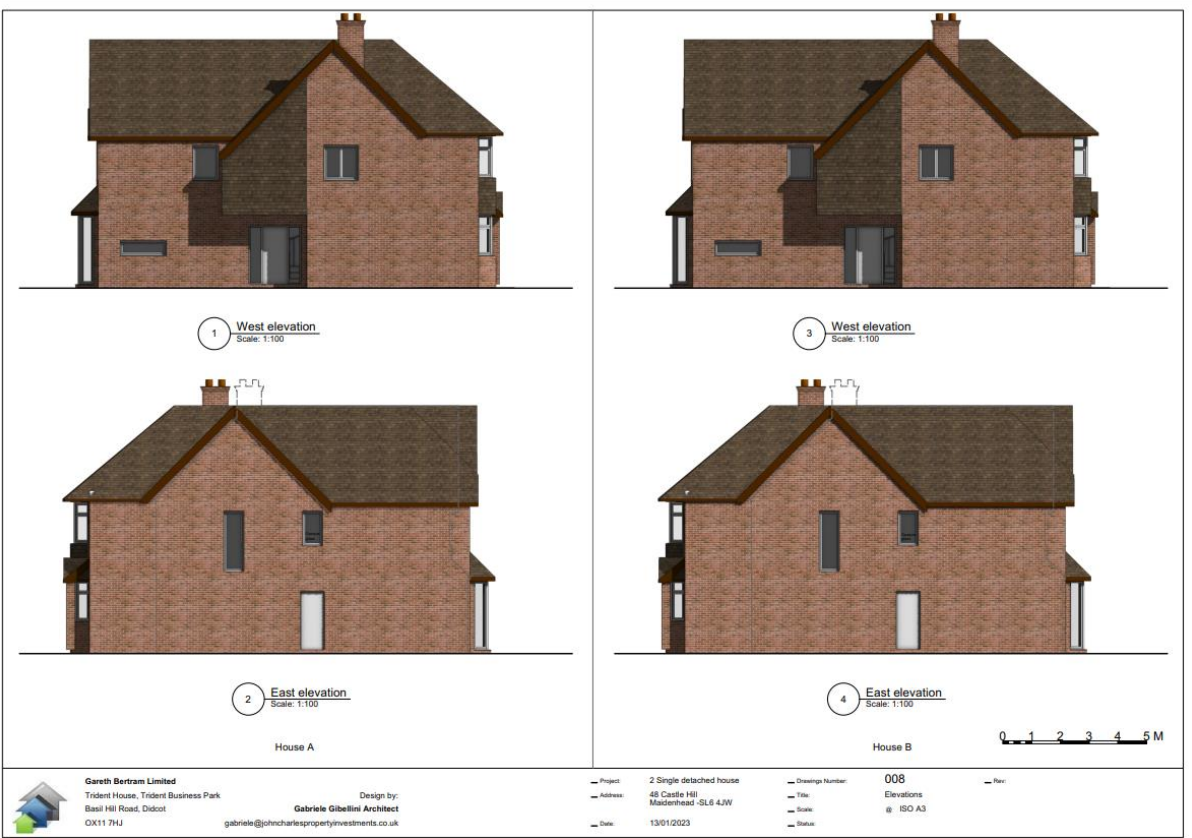 1
West elevation
Scale: 1:100
3
West elevation
Scale: 1:100
2
East elevation
Scale: 1:100
4
East elevation
Scale: 1:100
House A
House B
0 1 2 3 4 5 M
Gareth Bertram Limited
Trident House, Trident Business Park
Basil Hill Road, Didcot
OX11 7HJ
Design by:
Gabriele Gibellini Architect
gabriele@johncharlespropertyinvestments.co.uk
Project: 2 Single detached house
Address: 48 Castle Hill
Maidenhead -SL6 4JW
Date: 13/01/2023
Drawings Number: 008
Title: Elevations
Scale: @ ISO A3
Status:
Rev: